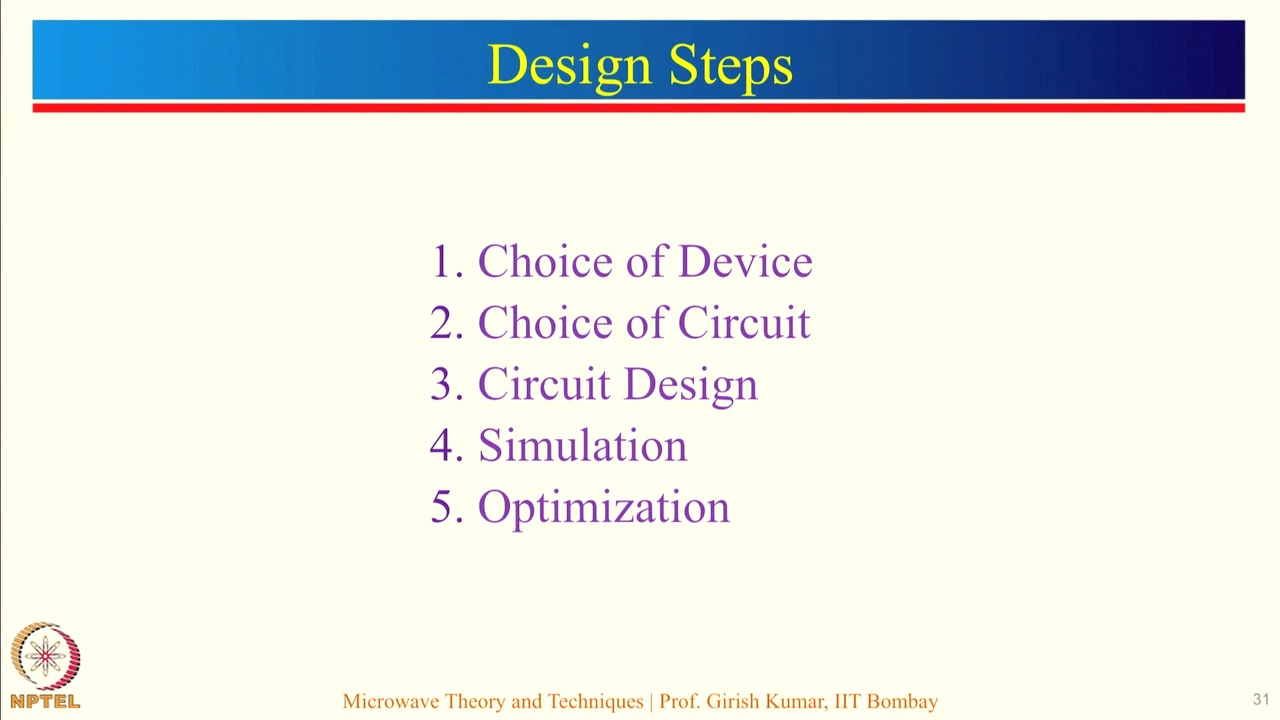 Design Steps
1. Choice of Device
2. Choice of Circuit
3. Circuit Design
4. Simulation
5. Optimization
NPTEL
Microwave Theory and Techniques | Prof. Girish Kumar, IIT Bombay
31